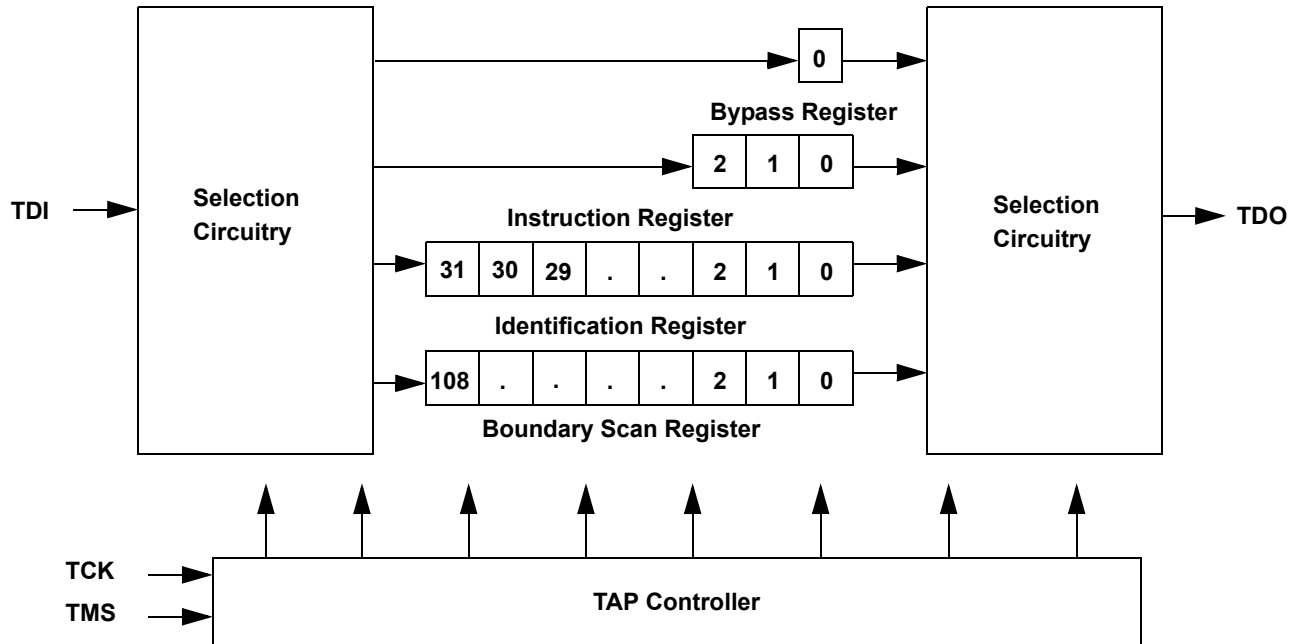 0
Bypass Register
2 1 0
TDI
Selection
Circuitry
Instruction Register
Selection
Circuitry
TDO
31 30 29 . . 2 1 0
Identification Register
108 . . . . 2 1 0
Boundary Scan Register
TCK
TMS
TAP Controller